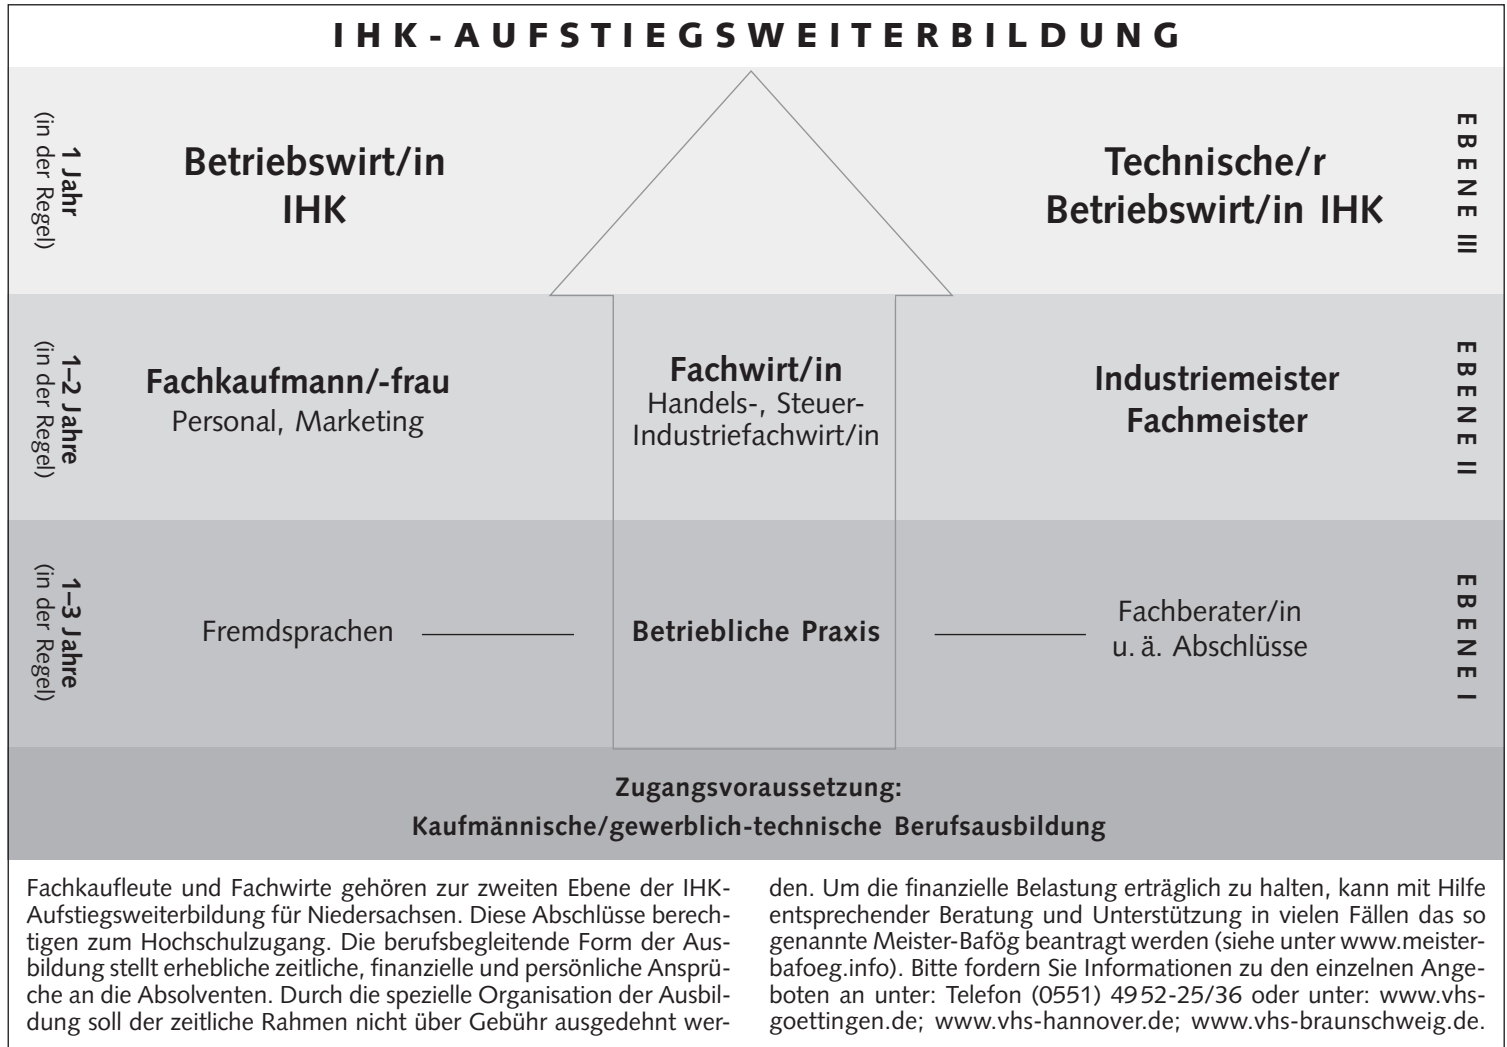 IHK-AUFSTIEGSWEITERBILDUNG
1 Jahr
(in der Regel)
Betriebswirt/in
IHK
Technische/r
Betriebswirt/in IHK
EBENE III
1–2 Jahre
(in der Regel)
Fachkaufmann/-frau
Personal, Marketing
Fachwirt/in
Handels-, Steuer-
Industriefachwirt/in
Industriemeister
Fachmeister
EBENE II
1–3 Jahre
(in der Regel)
Fremdsprachen
Betriebliche Praxis
Fachberater/in
u. ä. Abschlüsse
EBENE I
Zugangsvoraussetzung:
Kaufmännische/gewerblich-technische Berufsausbildung
Fachkaufleute und Fachwirte gehören zur zweiten Ebene der IHK-
Aufstiegsweiterbildung für Niedersachsen. Diese Abschlüsse berech-
tigen zum Hochschulzugang. Die berufsbegleitende Form der Aus-
bildung stellt erhebliche zeitliche, finanzielle und persönliche Ansprü-
che an die Absolventen. Durch die spezielle Organisation der Ausbil-
dung soll der zeitliche Rahmen nicht über Gebühr ausgedehnt wer-
den. Um die finanzielle Belastung erträglich zu halten, kann mit Hilfe
entsprechender Beratung und Unterstützung in vielen Fällen das so
genannte Meister-Bafög beantragt werden (siehe unter www.meister-
bafoeg.info). Bitte fordern Sie Informationen zu den einzelnen Ange-
boten an unter: Telefon (0551) 4952-25/36 oder unter: www.vhs-
goettingen.de; www.vhs-hannover.de; www.vhs-braunschweig.de.